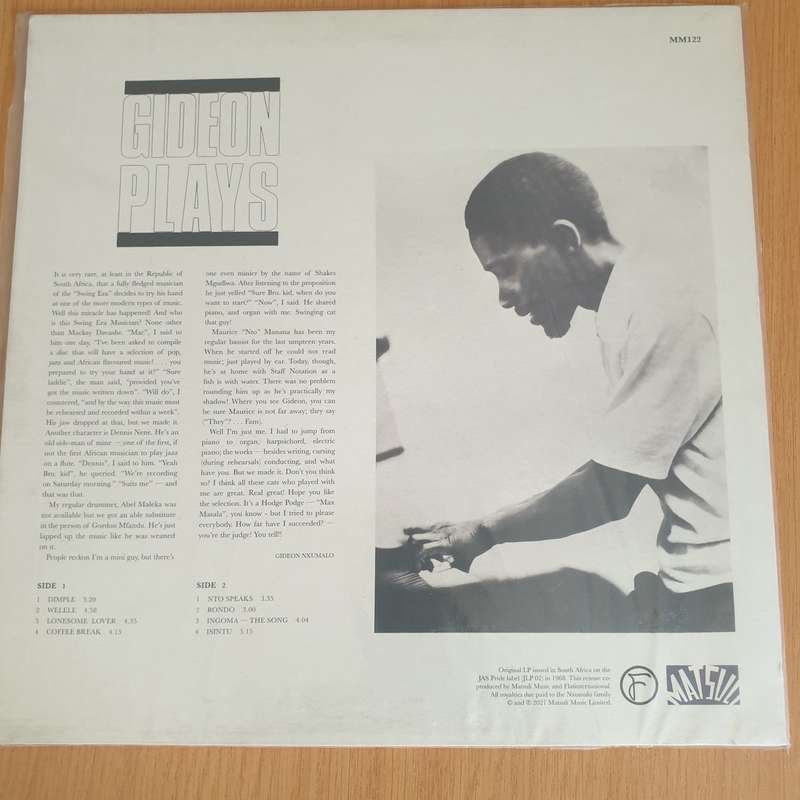 MM122
GIDEON
PLAYS
It is very rare, at least in the Republic of
South Africa, that a fully fledged musician
of the "Swing Era" decides to try his hand
at one of the more modern types of music.
Well this miracle has happened! And who
is this Swing Era Musician? None other
than Mackay Davashe. "Mac", I said to
him one day, "I've been asked to compile
a disc that will have a selection of pop,
jazz and African flavoured music! . . . you
prepared to try your hand at it?" "Sure
laddie", the man said, "provided you've
got the music written down". "Will do", I
countered, "and by the way this music must
be rehearsed and recorded within a week".
His jaw dropped at that, but we made it.
Another character is Dennis Nene. He's an
old side-man of mine — one of the first, if
not the first African musician to play jazz
on a flute. "Dennis", I said to him. "Yeah
Bro. kid", he queried. "We're recording
on Saturday morning." "Suits me" — and
that was that.
My regular drummer, Abel Maleka was
not available but we got an able substitute
in the person of Gordon Mfandu. He's just
lapped up the music like he was weaned
on it.
People reckon I'm a mini guy, but there's
one even minier by the name of Shakes
Mgudlwa. After listening to the proposition
he just yelled "Sure Bro. kid, when do you
want to start?" "Now", I said. He shared
piano, and organ with me. Swinging cat
that guy!
Maurice "Nto" Manana has been my
regular bassist for the last umpteen years.
When he started off he could not read
music; just played by ear. Today, though,
he's at home with Staff Notation as a
fish is with water. There was no problem
rounding him up as he's practically my
shadow! Where you see Gideon, you can
be sure Maurice is not far away; they say
("They"? . . . Fam).
Well I'm just me. I had to jump from
piano to organ, harpsichord, electric
piano; the works — besides writing, cursing
(during rehearsals) conducting, and what
have you. But we made it. Don't you think
so? I think all these cats who played with
me are great. Real great! Hope you like
the selection. It's a Hodge Podge — "Max
Masala", you know - but I tried to please
everybody. How far have I succeeded? —
you're the judge! You tell!!
GIDEON NXUMALO
SIDE 1
1 DIMPLE 3.20
2 WELELE 4.58
3 LONESOME LOVER 4.35
4 COFFEE BREAK 4.15
SIDE 2
1 NTO SPEAKS 3.35
2 RONDO 3.00
3 INGOMA — THE SONG 4.04
4 ISINTU 5.15
Original LP issued in South Africa on the
JAS Pride label [JLP 02] in 1968. This reissue co-
produced by Matsuli Music and Flatinternational.
All royalties due paid to the Nxumalo family.
© and ℗ 2021 Matsuli Music Limited.
F
MATSULI